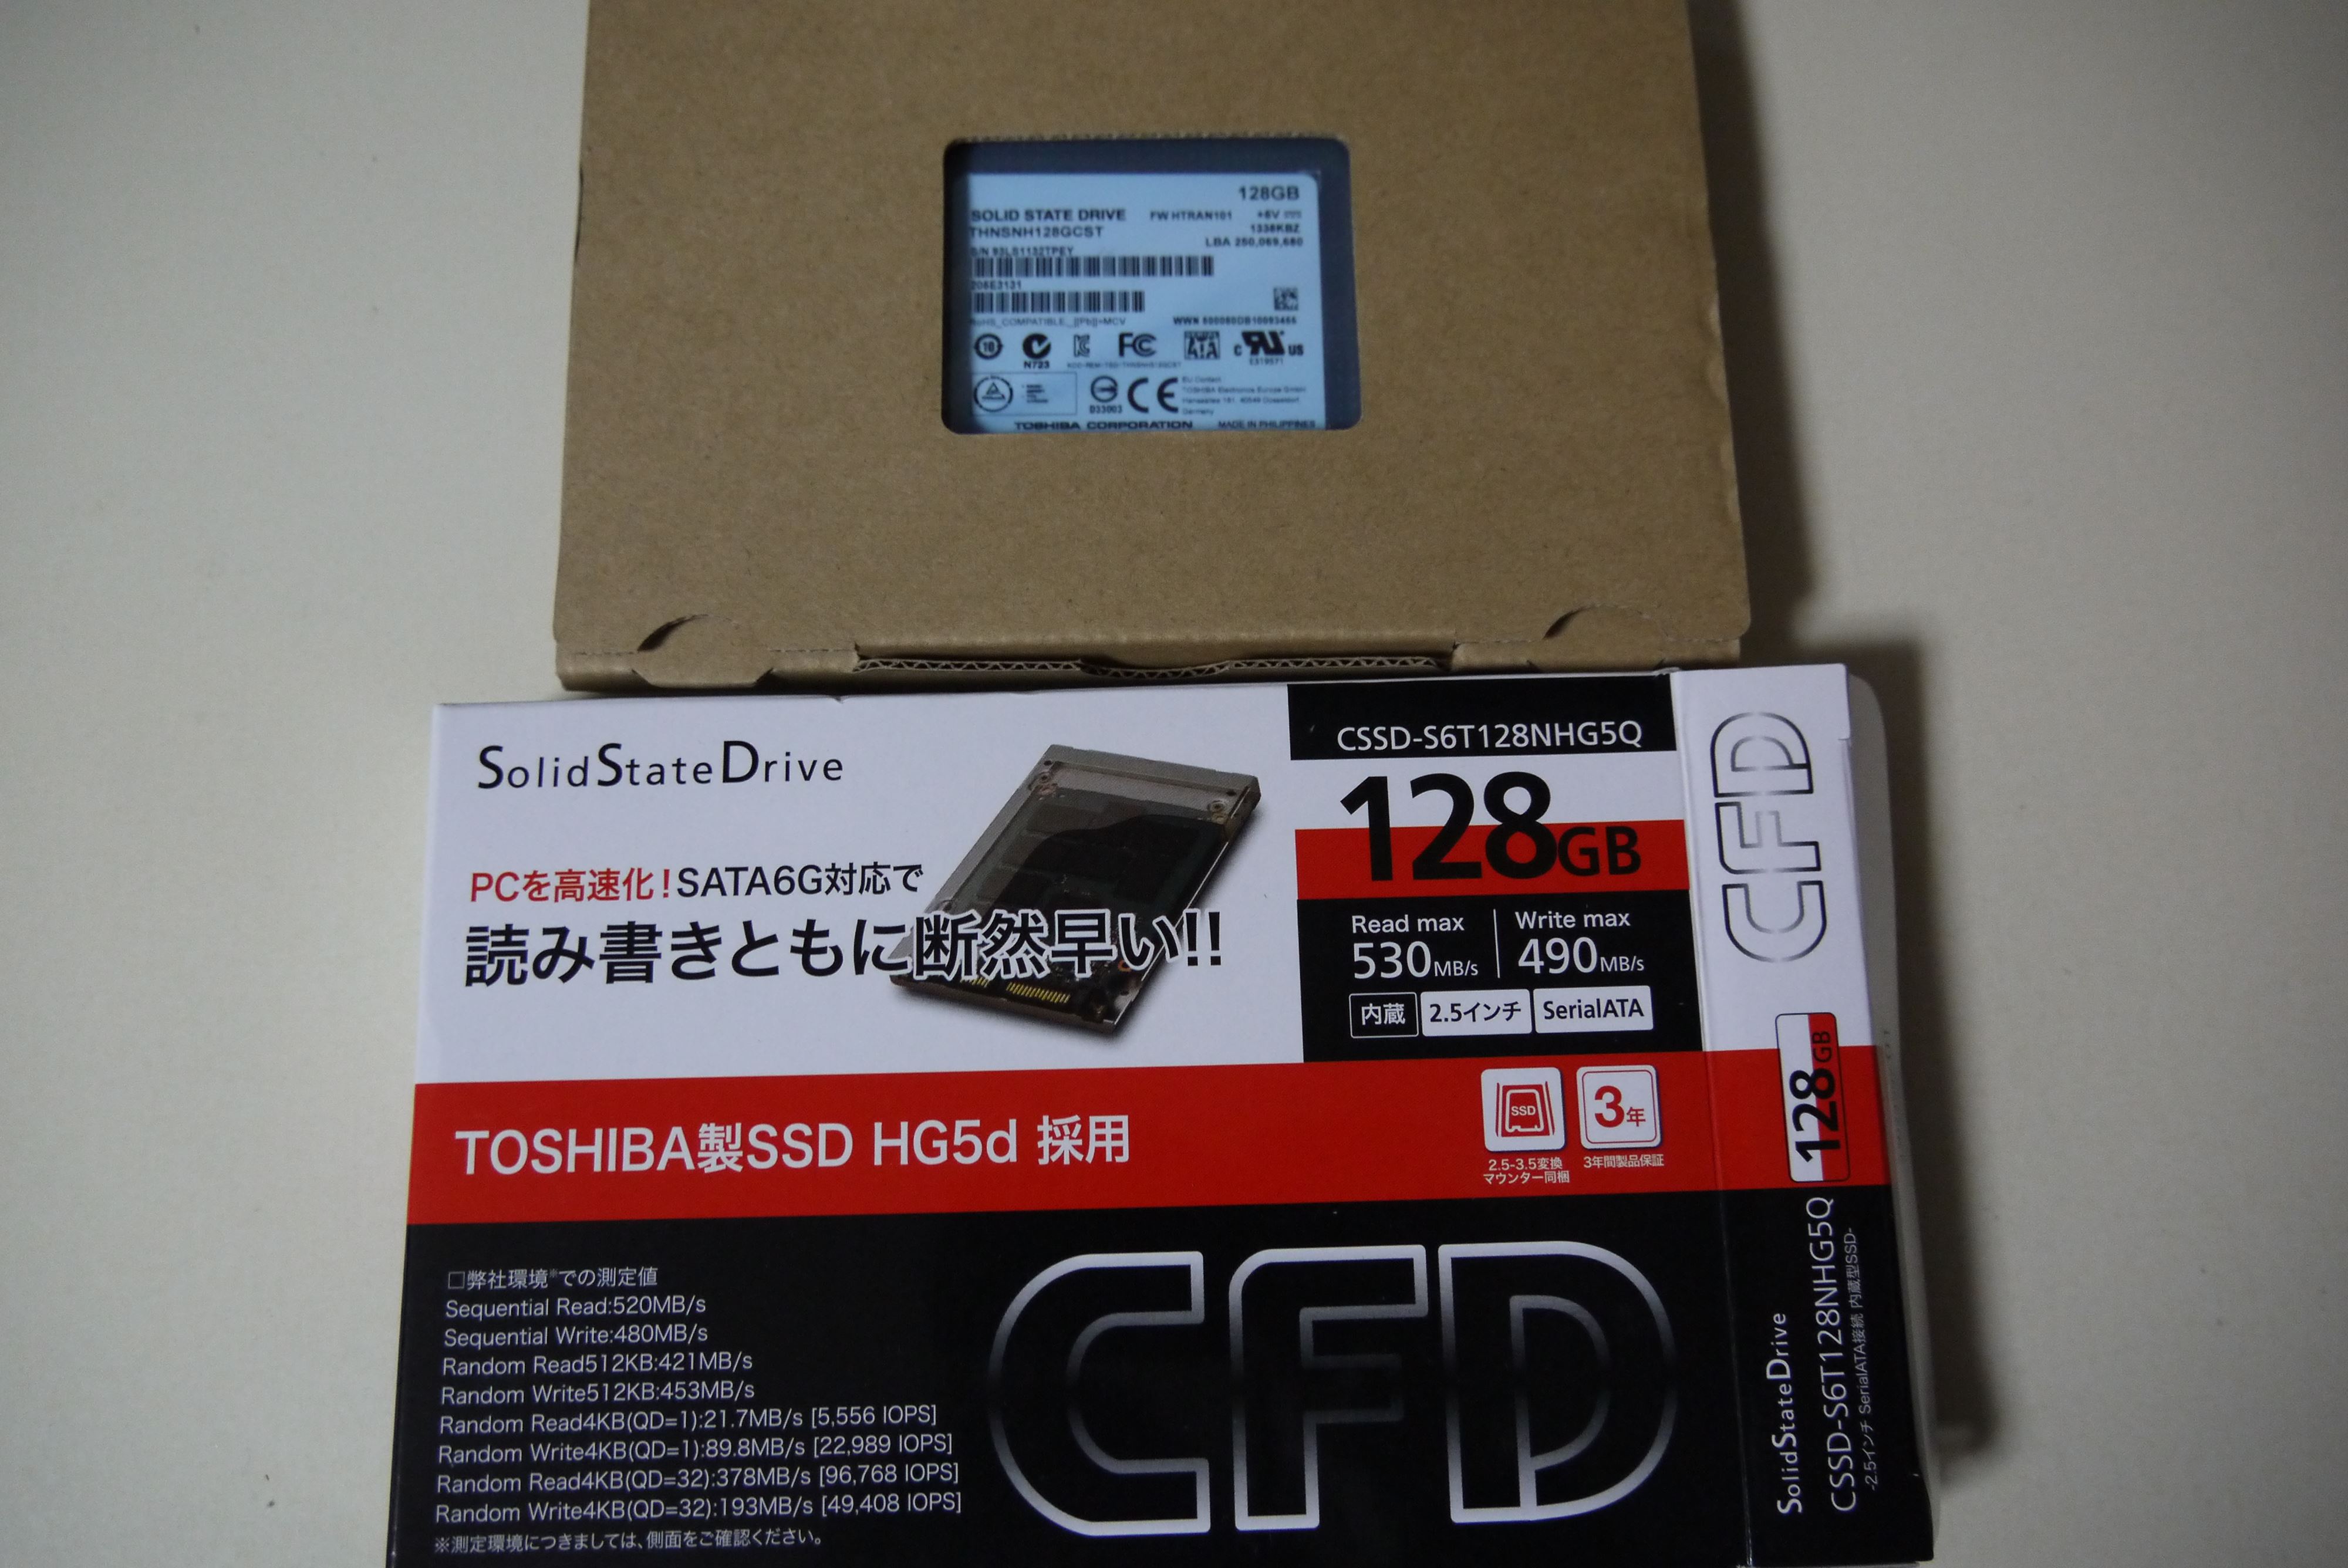 128GB
SOLID STATE DRIVE FW HTRAN101
THNSNH128GCST
LBA 250,069,680
FC
SATA
c US
N723
D33003 CE
TOSHIBA CORPORATION MADE IN PHILIPPINES
SolidStateDrive
PCを高速化!SATA6G対応で
読み書きともに断然早い!!
CSSD-S6T128NHG5Q
128GB
Read max
530MB/s
Write max
490MB/s
内蔵 2.5インチ SerialATA
TOSHIBA製SSD HG5d 採用
SSD
2.5-3.5変換
マウンター同梱
3年
3年間製品保証
□弊社環境※での測定値
Sequential Read:520MB/s
Sequential Write:480MB/s
Random Read512KB:421MB/s
Random Write512KB:453MB/s
Random Read4KB(QD=1):21.7MB/s [5,556 IOPS]
Random Write4KB(QD=1):89.8MB/s [22,989 IOPS]
Random Read4KB(QD=32):378MB/s [96,768 IOPS]
Random Write4KB(QD=32):193MB/s [49,408 IOPS]
※測定環境につきましては、側面をご確認ください。
CFD
CFD
128GB
SolidStateDrive
CSSD-S6T128NHG5Q
-2.5インチ SerialATA接続 内蔵型SSD-